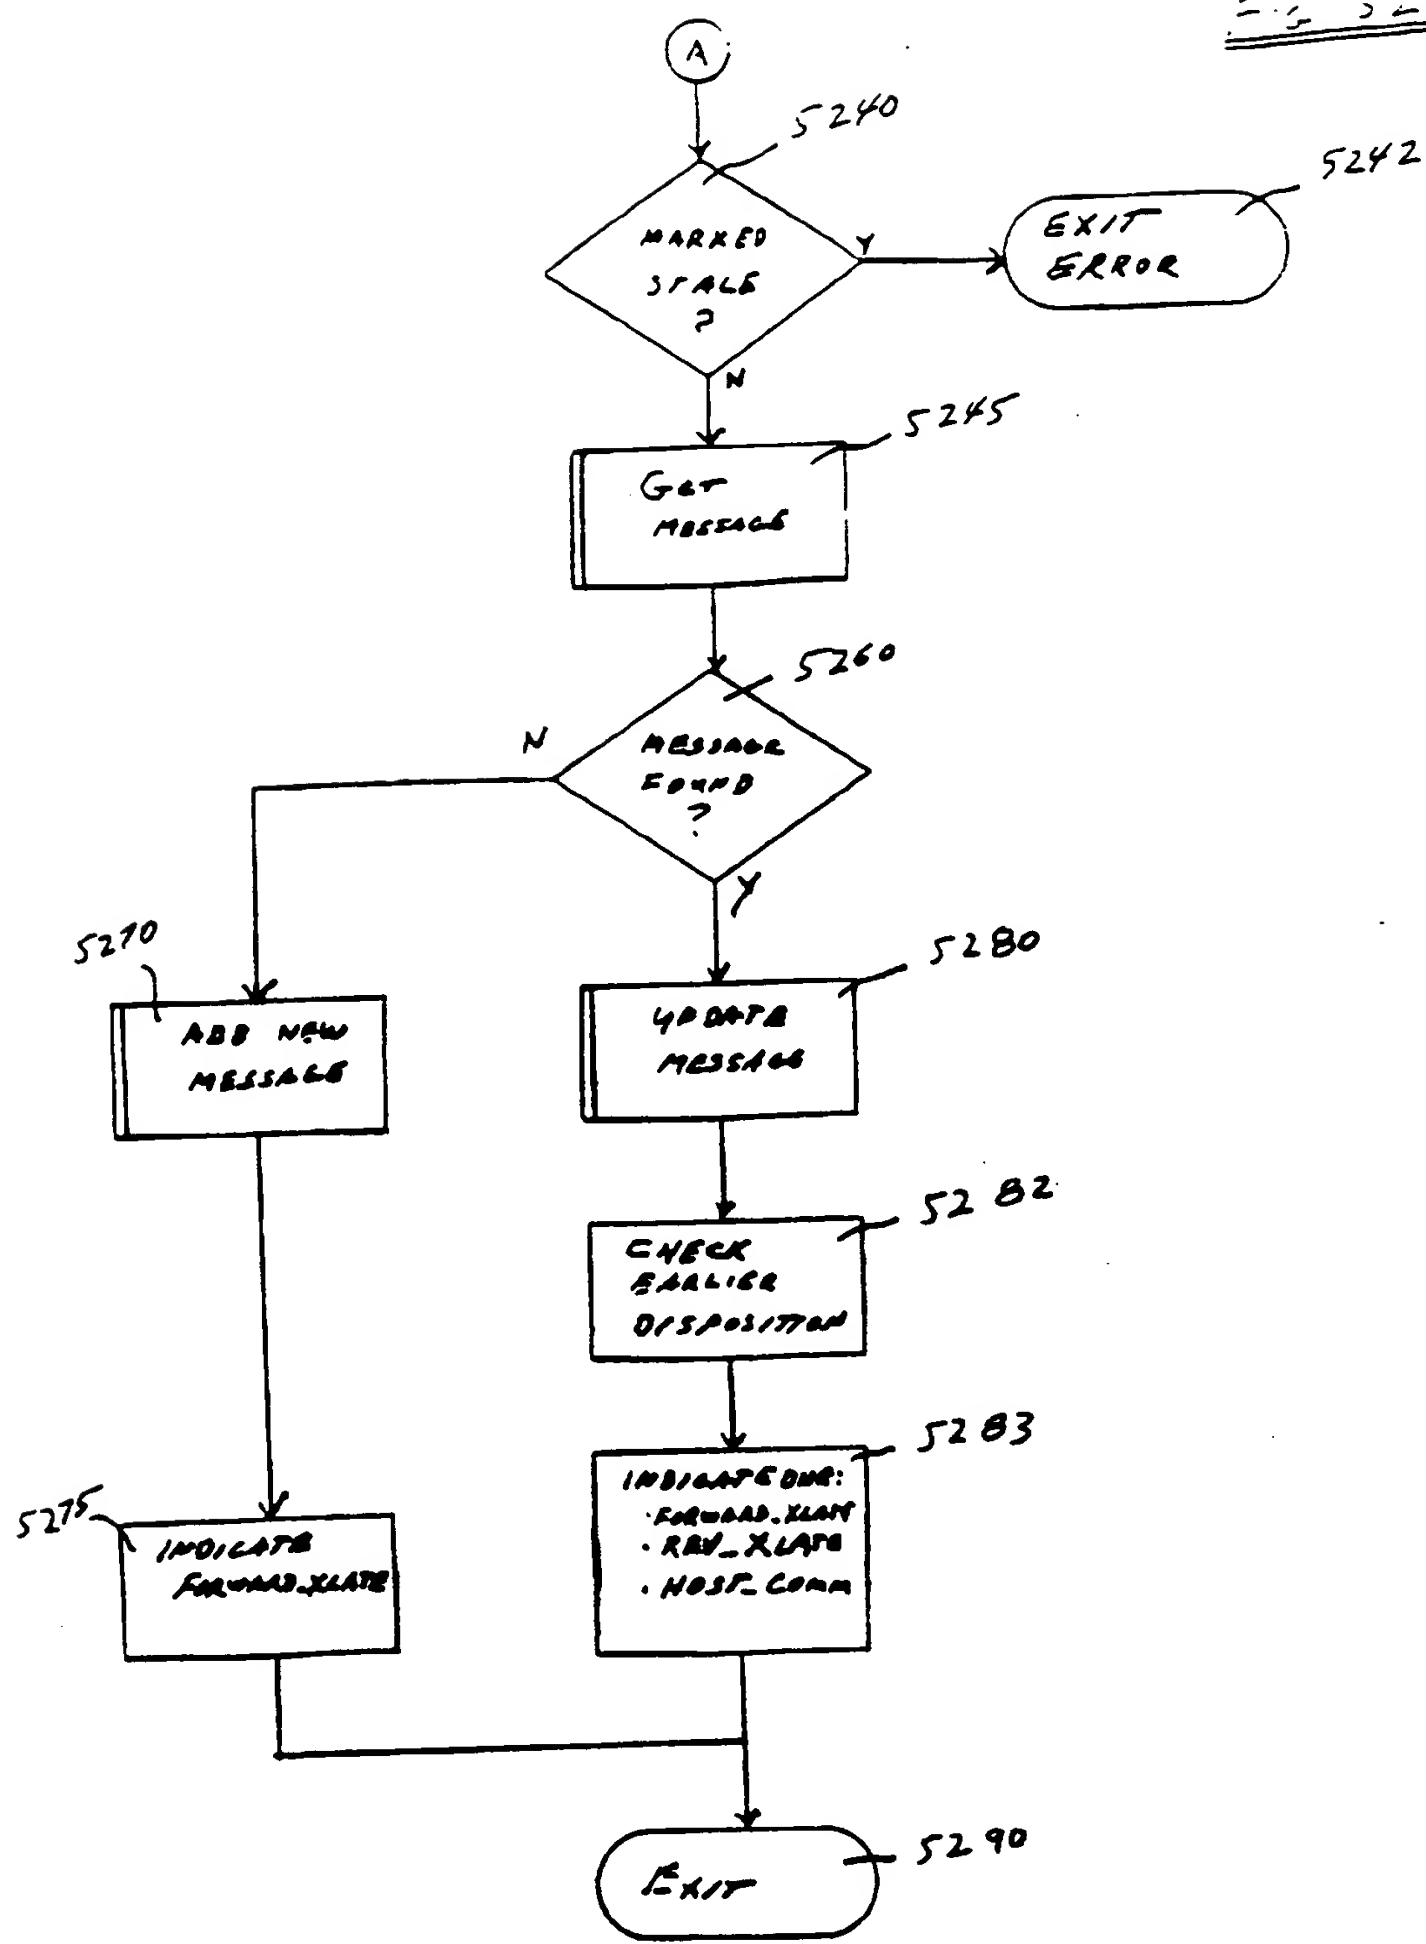 A
5240
5242
MARKED
STALE
?
Y
EXIT
ERROR
N
5245
GET
MESSAGE
5260
N
MESSAGE
FOUND
?
Y
5270
5280
ADD NEW
MESSAGE
UPDATE
MESSAGE
5282
CHECK
EARLIER
DISPOSITION
5283
INDICATE
· FORWARD_XLATE
· REV_XLATE
· HOST_COMM
5275
INDICATE
FORWARD_XLATE
5290
EXIT